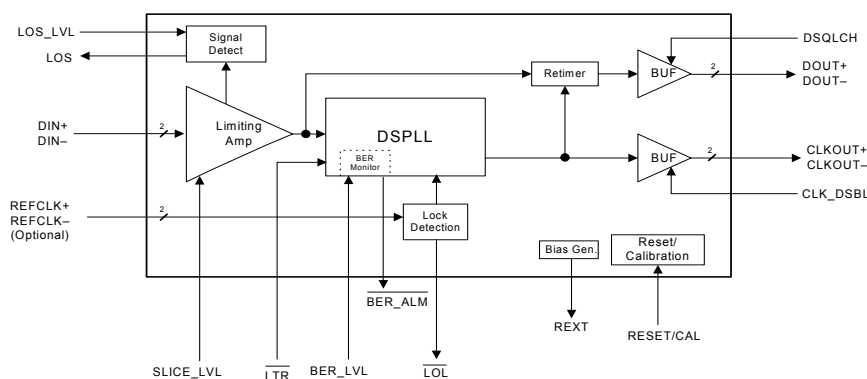 LOS_LVL
LOS
Signal
Detect
DSQLCH
DOUT+
DOUT–
2
BUF
Retimer
DIN+
DIN–
2
Limiting
Amp
DSPLL
BER
Monitor
CLKOUT+
CLKOUT–
2
BUF
CLK_DSBL
REFCLK+
REFCLK–
(Optional)
2
Lock
Detection
Bias Gen.
Reset/
Calibration
BER_ALM
REXT
RESET/CAL
SLICE_LVL
LTR
BER_LVL
LOL